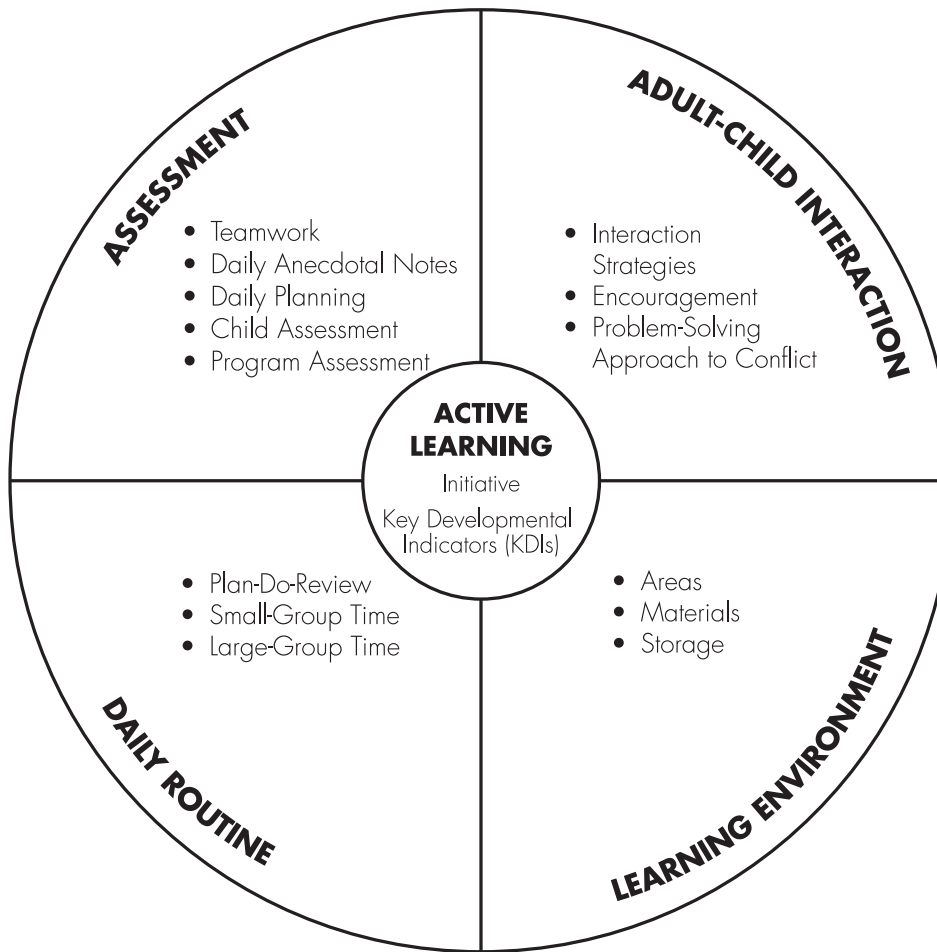 ASSESSMENT
• Teamwork
• Daily Anecdotal Notes
• Daily Planning
• Child Assessment
• Program Assessment
ADULT-CHILD INTERACTION
• Interaction
Strategies
• Encouragement
• Problem-Solving
Approach to Conflict
ACTIVE
LEARNING
Initiative
Key Developmental
Indicators (KDIs)
• Plan-Do-Review
• Small-Group Time
• Large-Group Time
DAILY ROUTINE
• Areas
• Materials
• Storage
LEARNING ENVIRONMENT